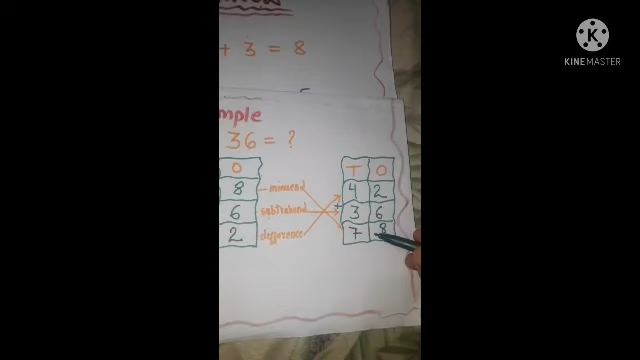 + 3 = 8
mple
36 = ?
O T O
8 minuend 4 2
6 subtrahend + 3 6
2 difference 7 8
K
KINEMASTER